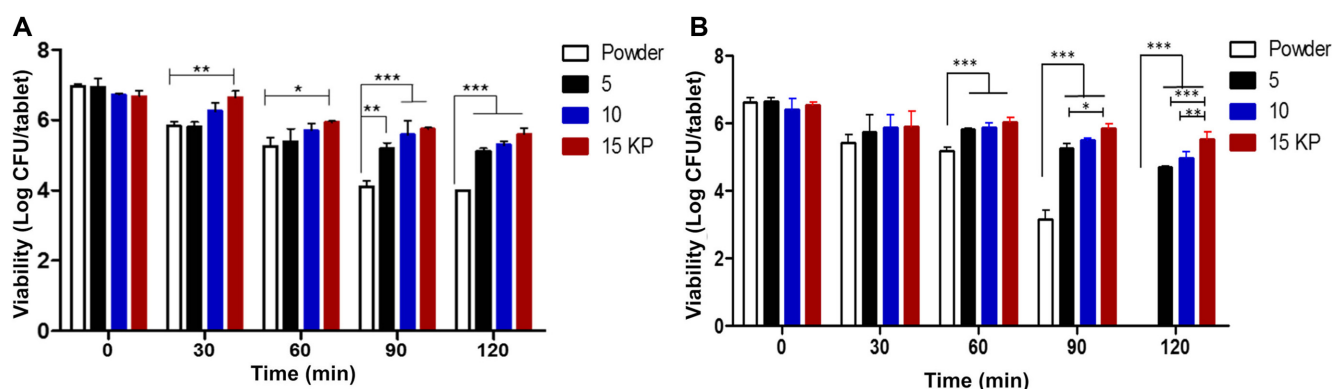 A
Viability (Log CFU/tablet)
8
6
4
2
0
**
*
***
**
***
Powder
5
10
15 KP
0 30 60 90 120
Time (min)
B
Viability (Log CFU/tablet)
8
6
4
2
0
***
***
*
***
***
**
Powder
5
10
15 KP
0 30 60 90 120
Time (min)